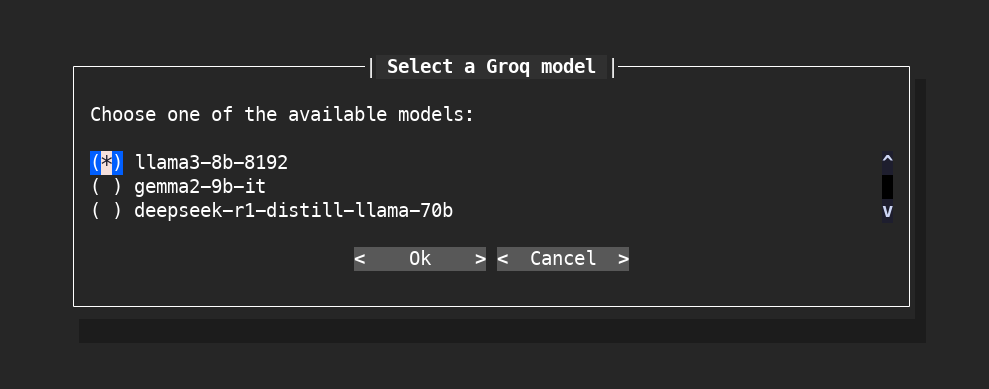 | Select a Groq model |
Choose one of the available models:
(*) llama3-8b-8192 ^
( ) gemma2-9b-it
( ) deepseek-r1-distill-llama-70b v
< Ok > < Cancel >